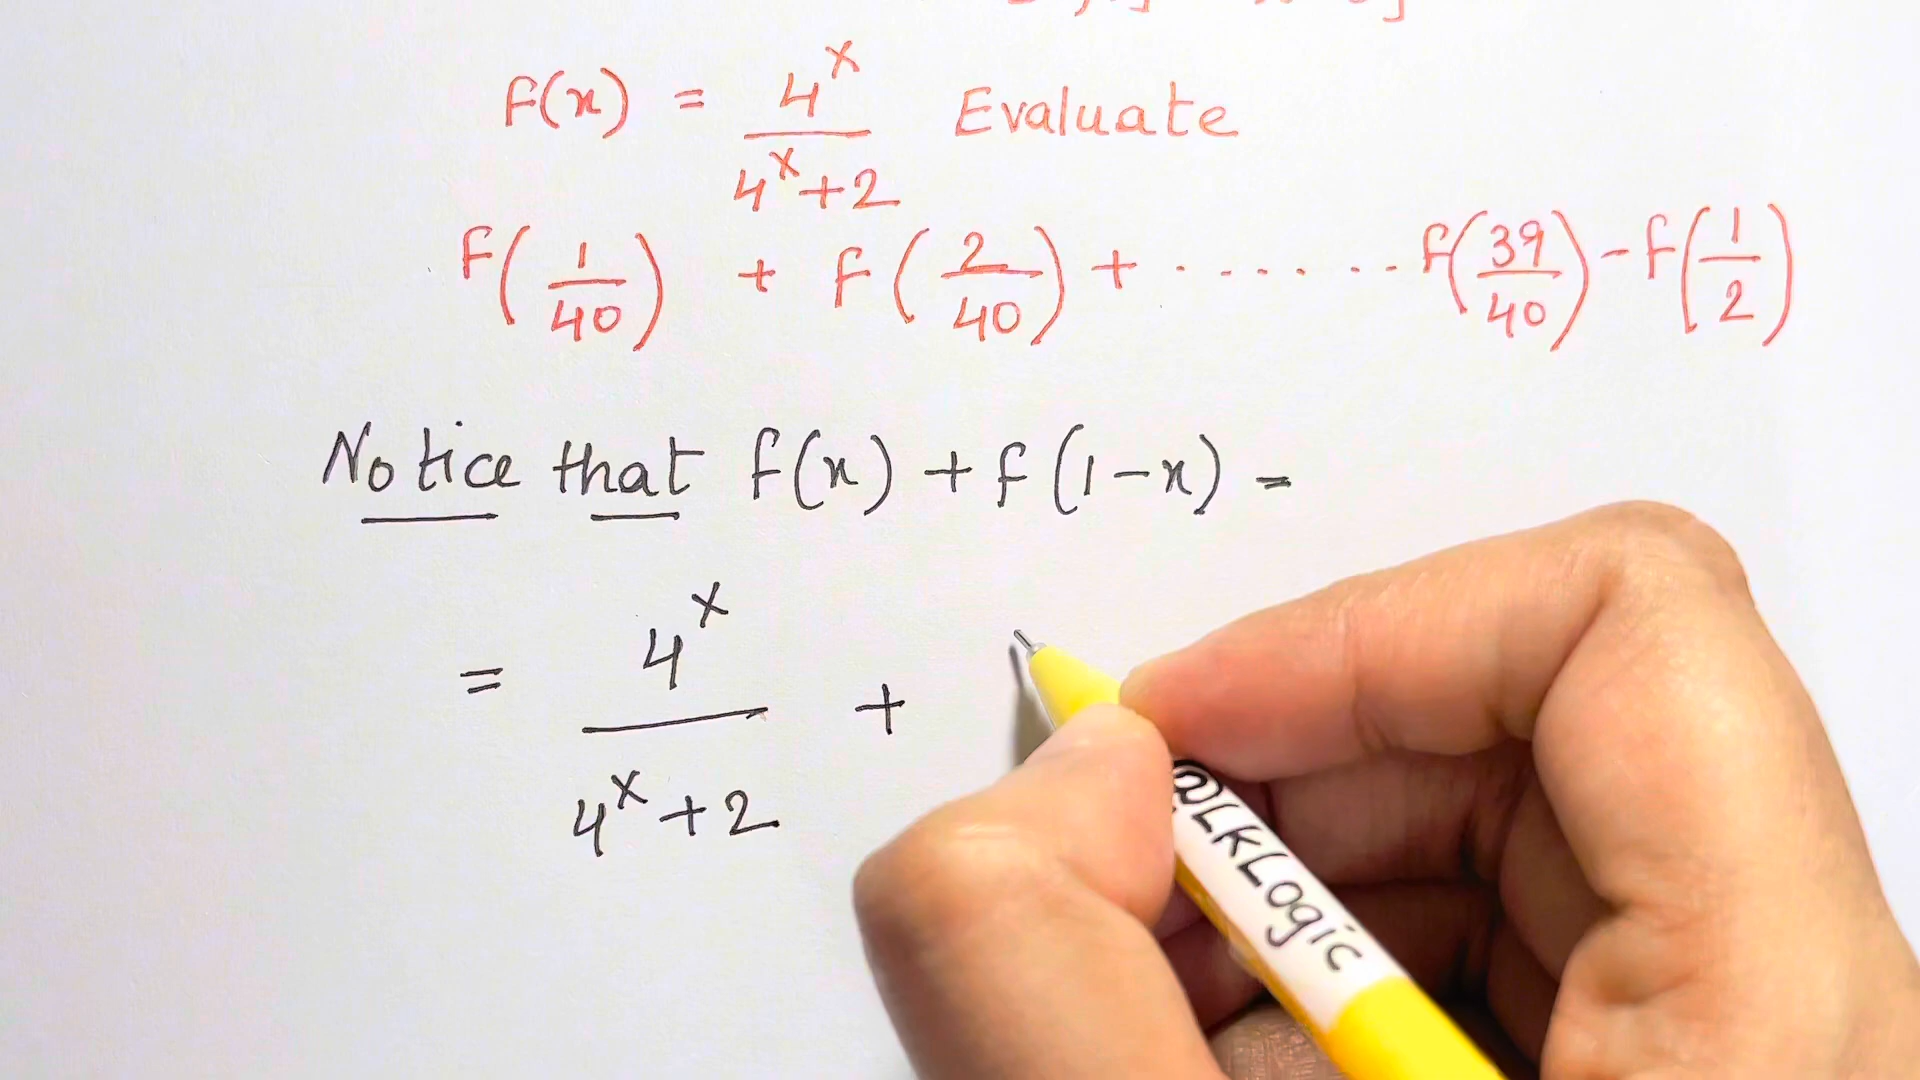 F(x) = 4^x / (4^x+2) Evaluate
F(1/40) + F(2/40) + ........ f(39/40) - f(1/2)
Notice that f(x) + f(1-x) =
= 4^x / (4^x+2) +
@LKLogic